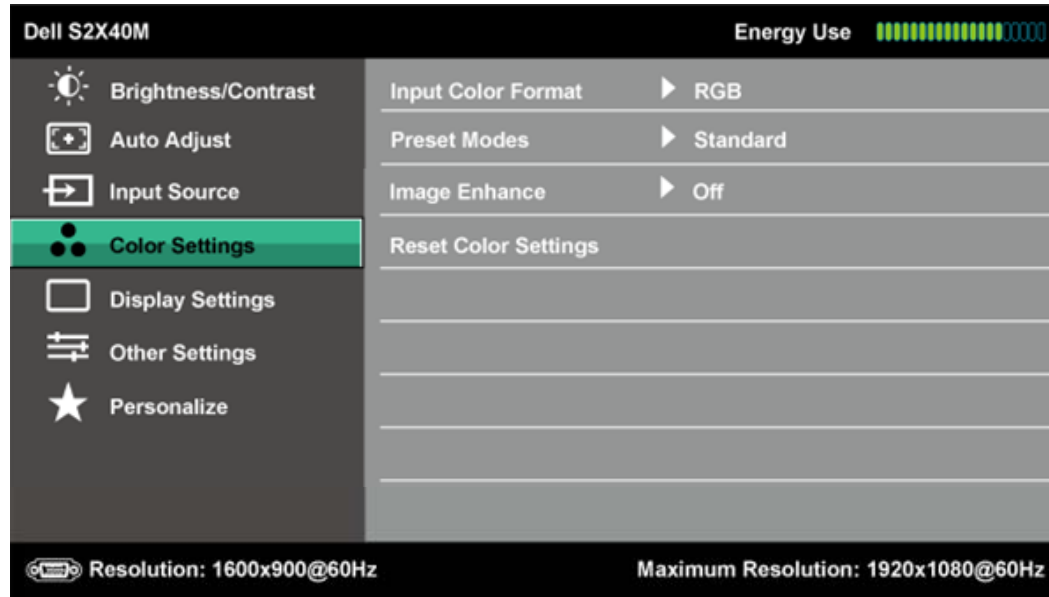 Dell S2X40M Energy Use
Brightness/Contrast Input Color Format RGB
Auto Adjust Preset Modes Standard
Input Source Image Enhance Off
Color Settings Reset Color Settings
Display Settings
Other Settings
Personalize
Resolution: 1600x900@60Hz Maximum Resolution: 1920x1080@60Hz